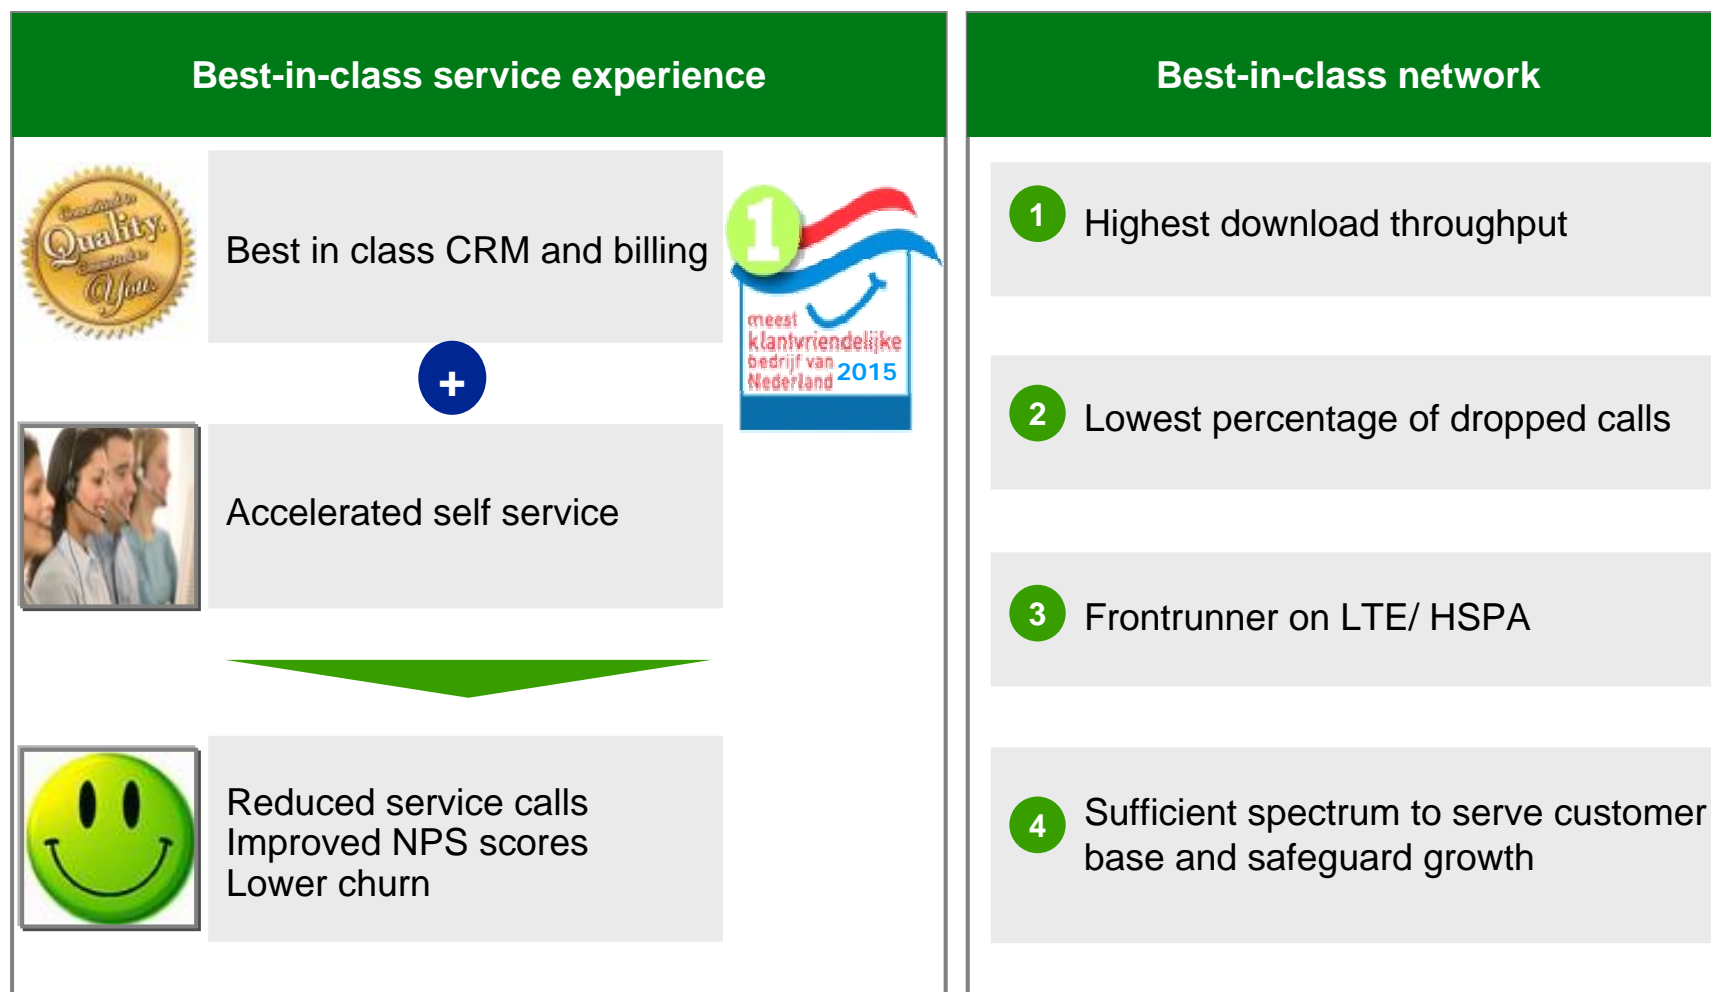 Best-in-class service experience
Quality.
You.
Best in class CRM and billing
1
meest
klantvriendelijke
bedrijf van
Nederland 2015
+
Accelerated self service
Reduced service calls
Improved NPS scores
Lower churn
Best-in-class network
1 Highest download throughput
2 Lowest percentage of dropped calls
3 Frontrunner on LTE/ HSPA
4 Sufficient spectrum to serve customer
base and safeguard growth